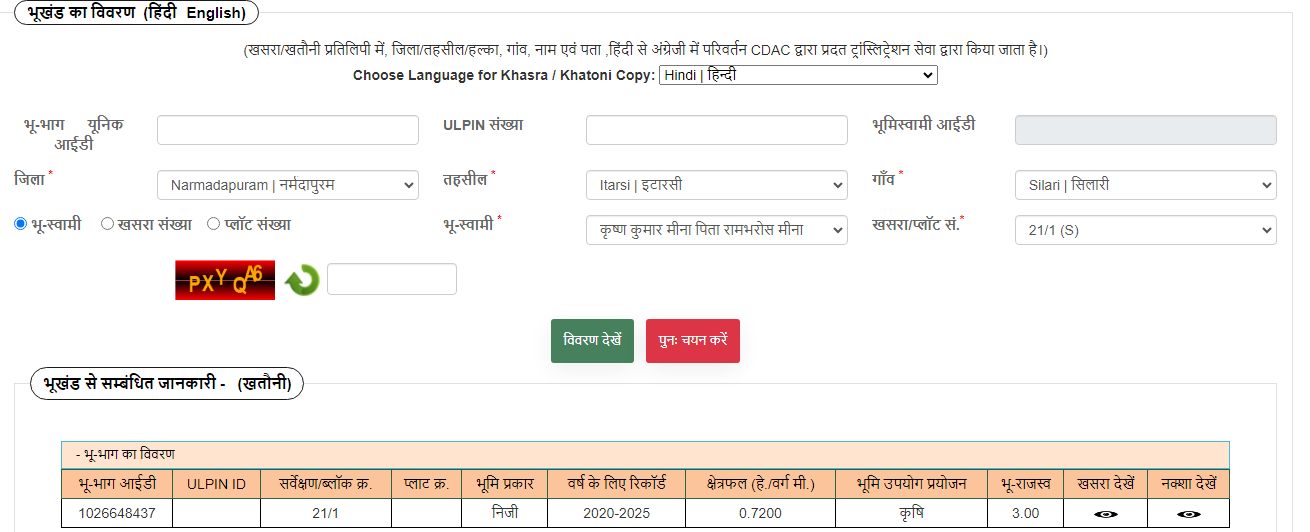 भूखंड का विवरण (हिंदी English)
(खसरा/खतौनी प्रतिलिपी में, जिला/तहसील/हल्का, गांव, नाम एवं पता ,हिंदी से अंग्रेजी में परिवर्तन CDAC द्वारा प्रदत ट्रांस्लिट्रेशन सेवा द्वारा किया जाता है।)
Choose Language for Khasra / Khatoni Copy: Hindi | हिन्दी
भू-भाग यूनिक आईडी ULPIN संख्या भूमिस्वामी आईडी
जिला * Narmadapuram | नर्मदापुरम तहसील * Itarsi | इटारसी गाँव * Silari | सिलारी
भू-स्वामी खसरा संख्या प्लॉट संख्या भू-स्वामी * कृष्ण कुमार मीना पिता रामभरोस मीना खसरा/प्लॉट सं.* 21/1 (S)
PXYQA6
विवरण देखें पुनः चयन करें
भूखंड से सम्बंधित जानकारी - (खतौनी)
- भू-भाग का विवरण
भू-भाग आईडी ULPIN ID सर्वेक्षण/ब्लॉक क्र. प्लाट क्र. भूमि प्रकार वर्ष के लिए रिकॉर्ड क्षेत्रफल (हे./वर्ग मी.) भूमि उपयोग प्रयोजन भू-राजस्व खसरा देखें नक्शा देखें
1026648437 21/1 निजी 2020-2025 0.7200 कृषि 3.00